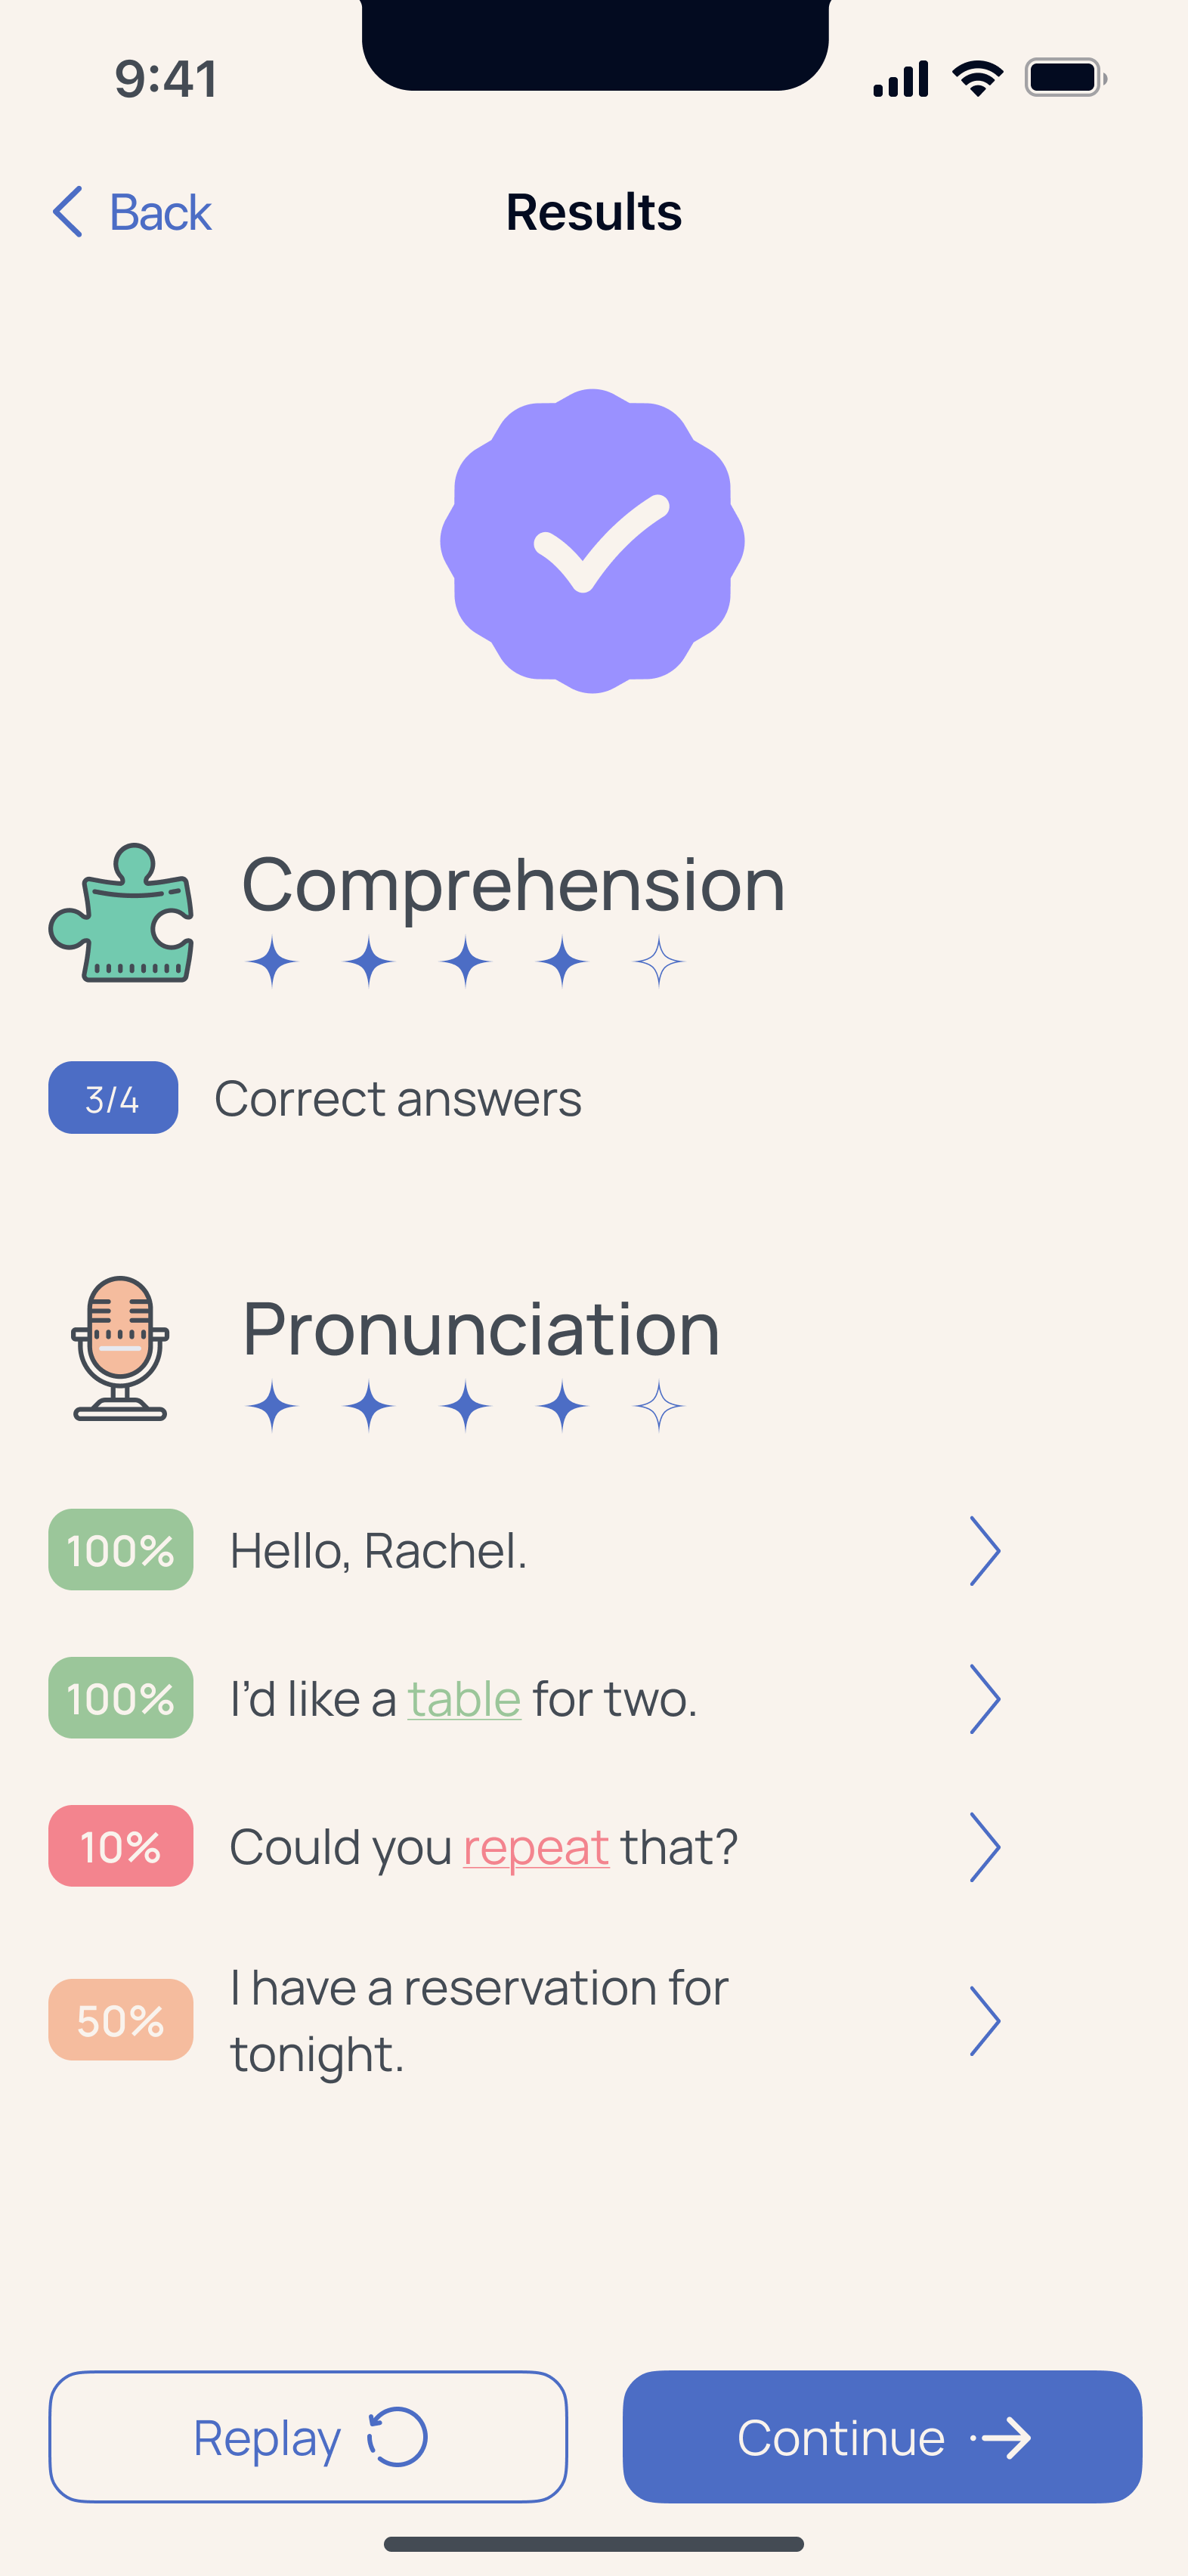 9:41
Back
Results
Comprehension
3/4
Correct answers
Pronunciation
100%
Hello, Rachel.
100%
I’d like a table for two.
10%
Could you repeat that?
50%
I have a reservation for
tonight.
Replay
Continue